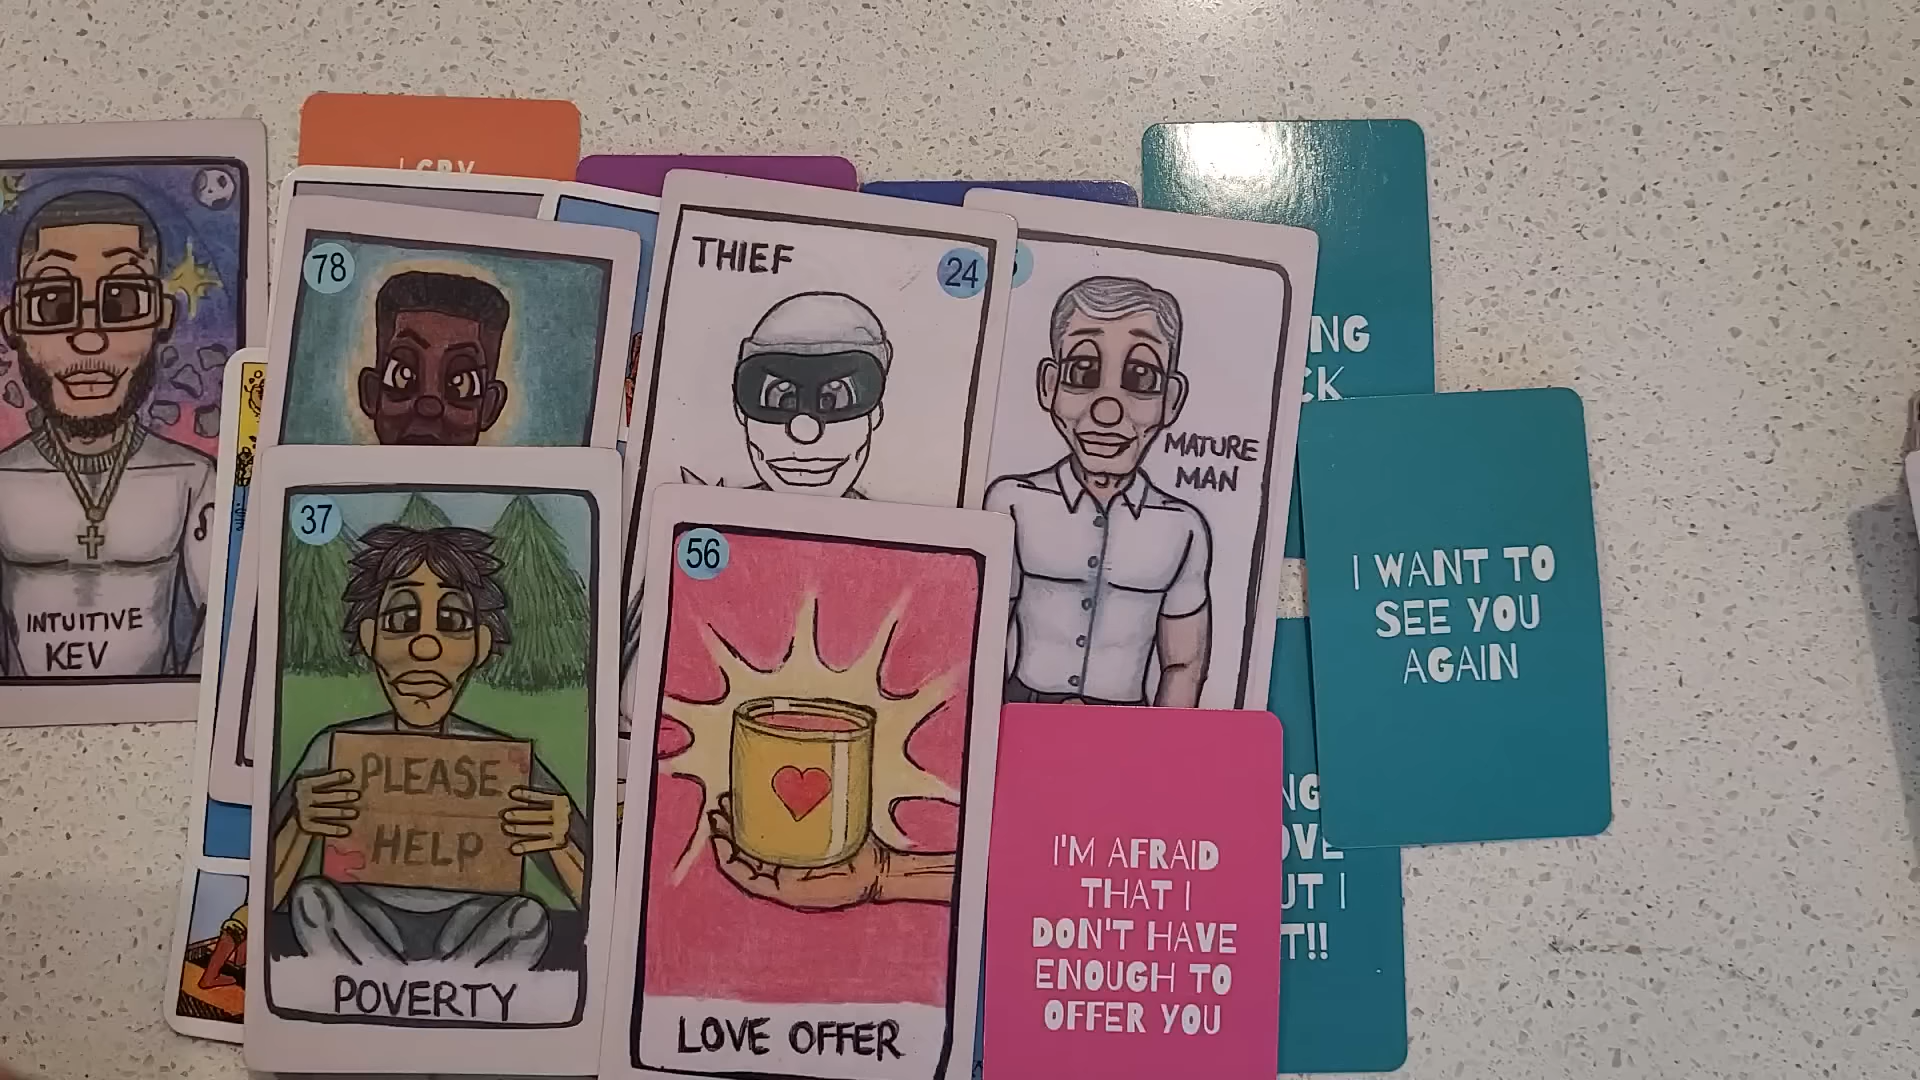 I CRY
INTUITIVE
KEV
78
THIEF
24
MATURE
MAN
37
PLEASE
HELP
POVERTY
56
LOVE OFFER
I'M AFRAID
THAT I
DON'T HAVE
ENOUGH TO
OFFER YOU
I WANT TO
SEE YOU
AGAIN